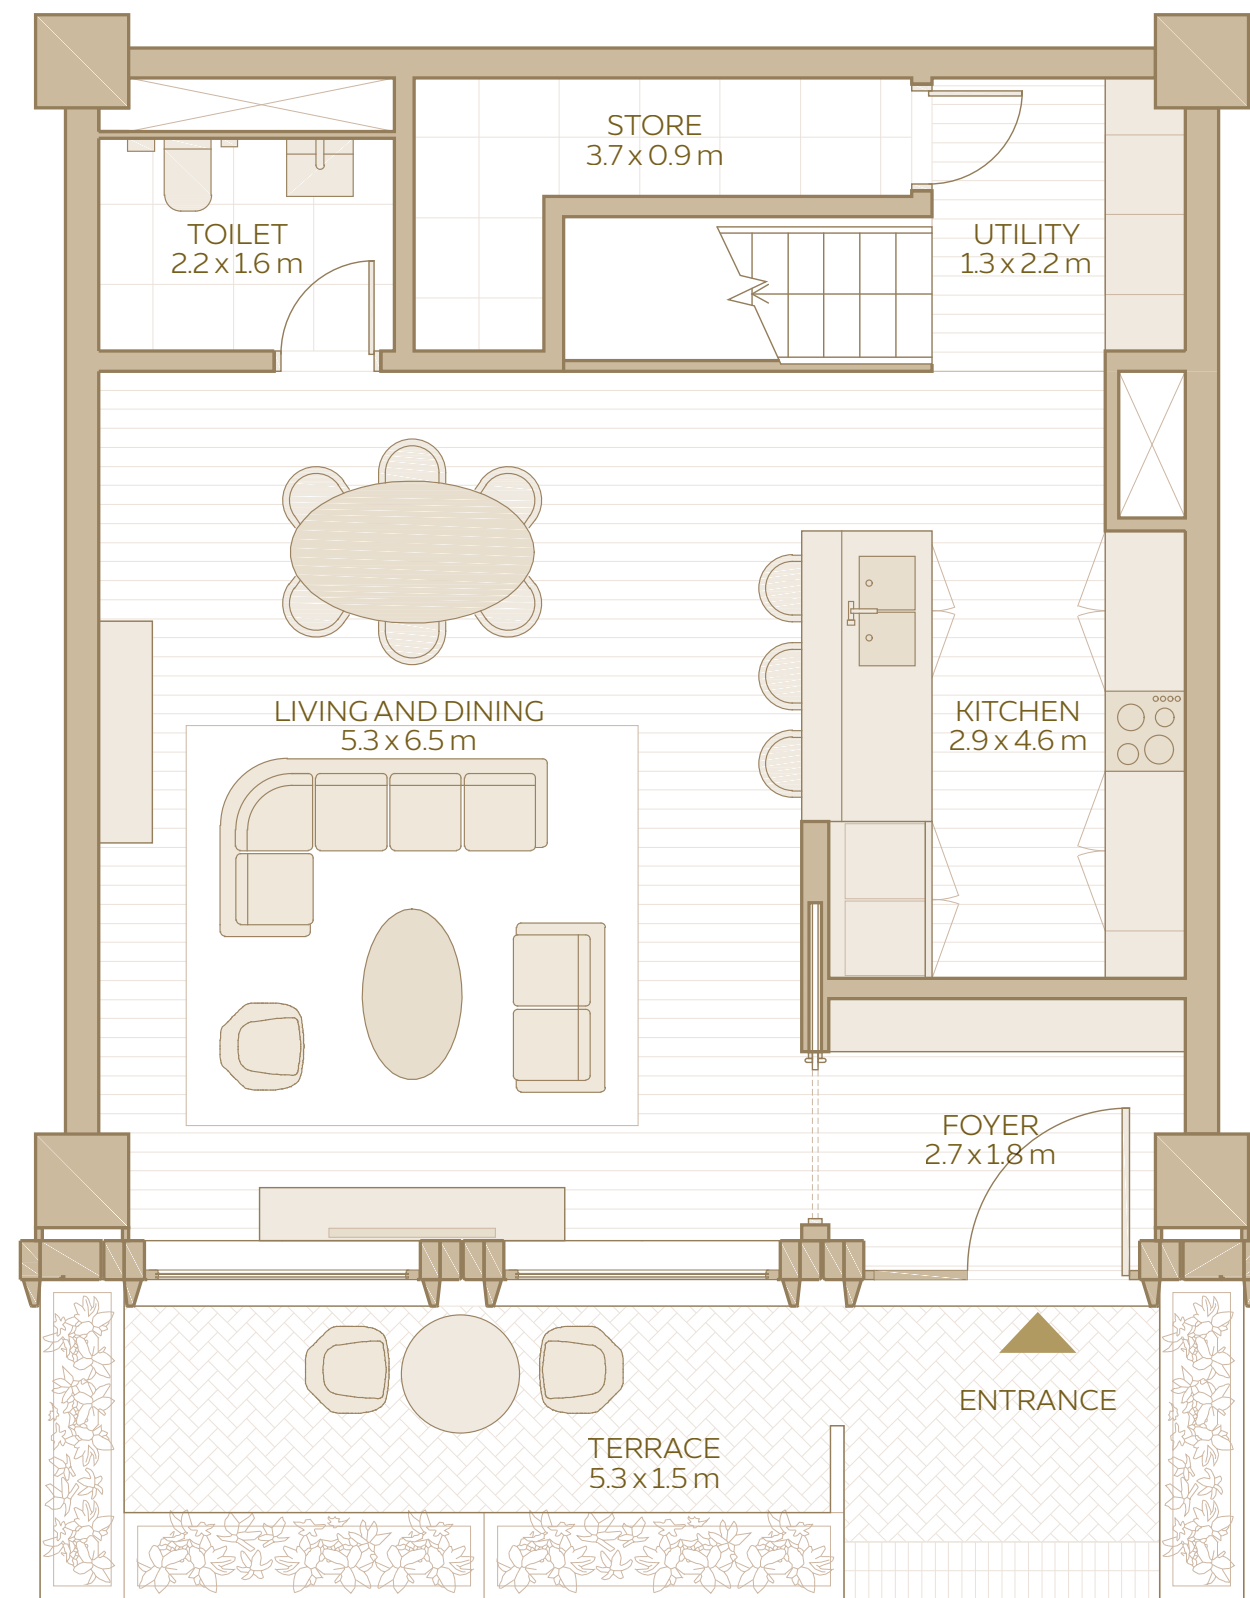 STORE
3.7 x 0.9 m
TOILET
2.2 x 1.6 m
UTILITY
1.3 x 2.2 m
LIVING AND DINING
5.3 x 6.5 m
KITCHEN
2.9 x 4.6 m
FOYER
2.7 x 1.8 m
ENTRANCE
TERRACE
5.3 x 1.5 m